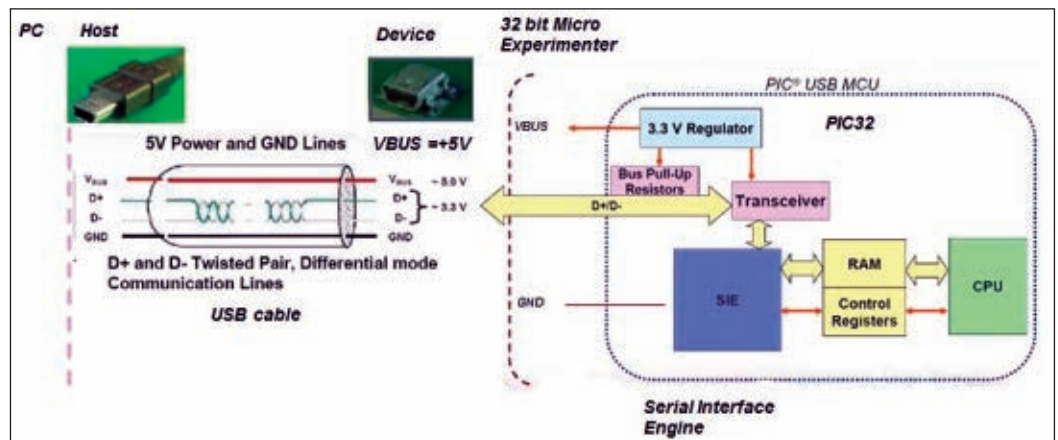 PC
Host
Device
32 bit Micro
Experimenter
PIC® USB MCU
PIC32
VBUS
3.3 V Regulator
5V Power and GND Lines
VBUS =+5V
Bus Pull-Up
Resistors
VBUS
VBUS
~ 5.0 V
D+
D+
~ 3.3 V
D-
D-
D+/D-
Transceiver
GND
GND
D+ and D- Twisted Pair, Differential mode
Communication Lines
USB cable
GND
SIE
RAM
Control
Registers
CPU
Serial Interface
Engine